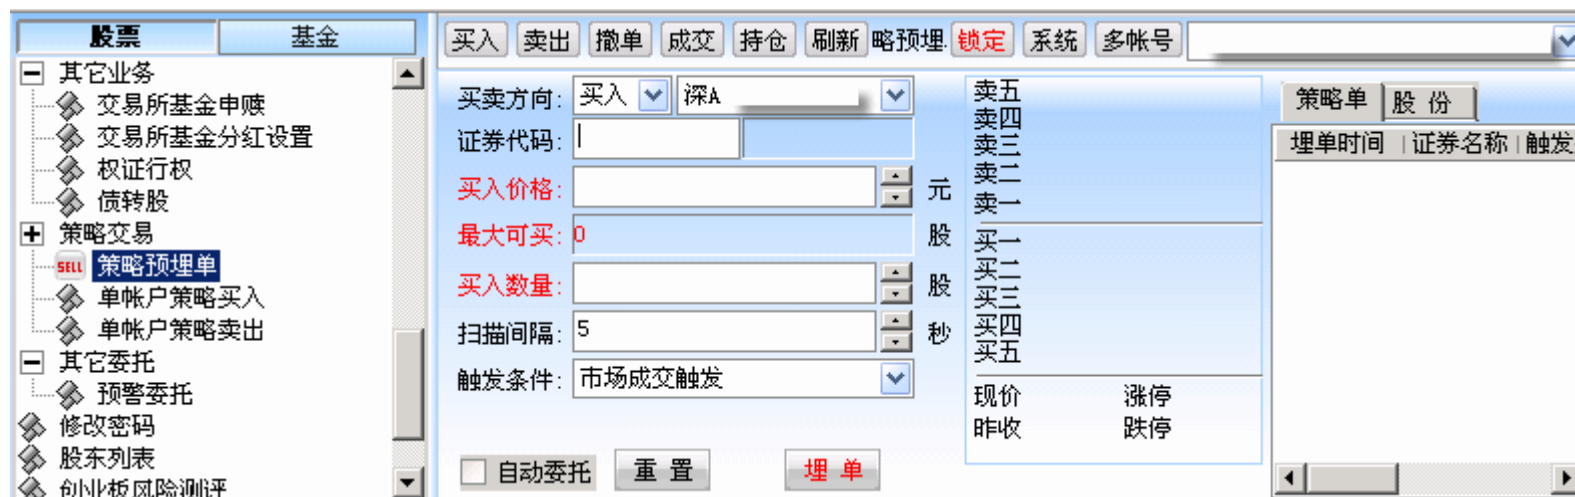 股票 基金
其它业务
交易所基金申赎
交易所基金分红设置
权证行权
债转股
策略交易
SELL 策略预埋单
单帐户策略买入
单帐户策略卖出
其它委托
预警委托
修改密码
股东列表
创业板风险测评
买入 卖出 撤单 成交 持仓 刷新 略预埋 锁定 系统 多帐号
买卖方向: 买入 深A
证券代码:
买入价格: 元
最大可买: 0 股
买入数量: 股
扫描间隔: 5 秒
触发条件: 市场成交触发
自动委托 重置 埋单
卖五
卖四
卖三
卖二
卖一
买一
买二
买三
买四
买五
现价 涨停
昨收 跌停
策略单 股份
埋单时间 证券名称 触发